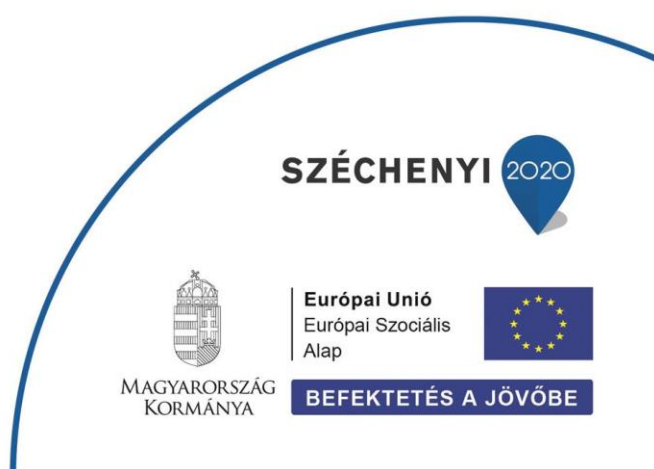 SZÉCHENYI 2020
Európai Unió
Európai Szociális
Alap
MAGYARORSZÁG
KORMÁNYA
BEFEKTETÉS A JÖVŐBE